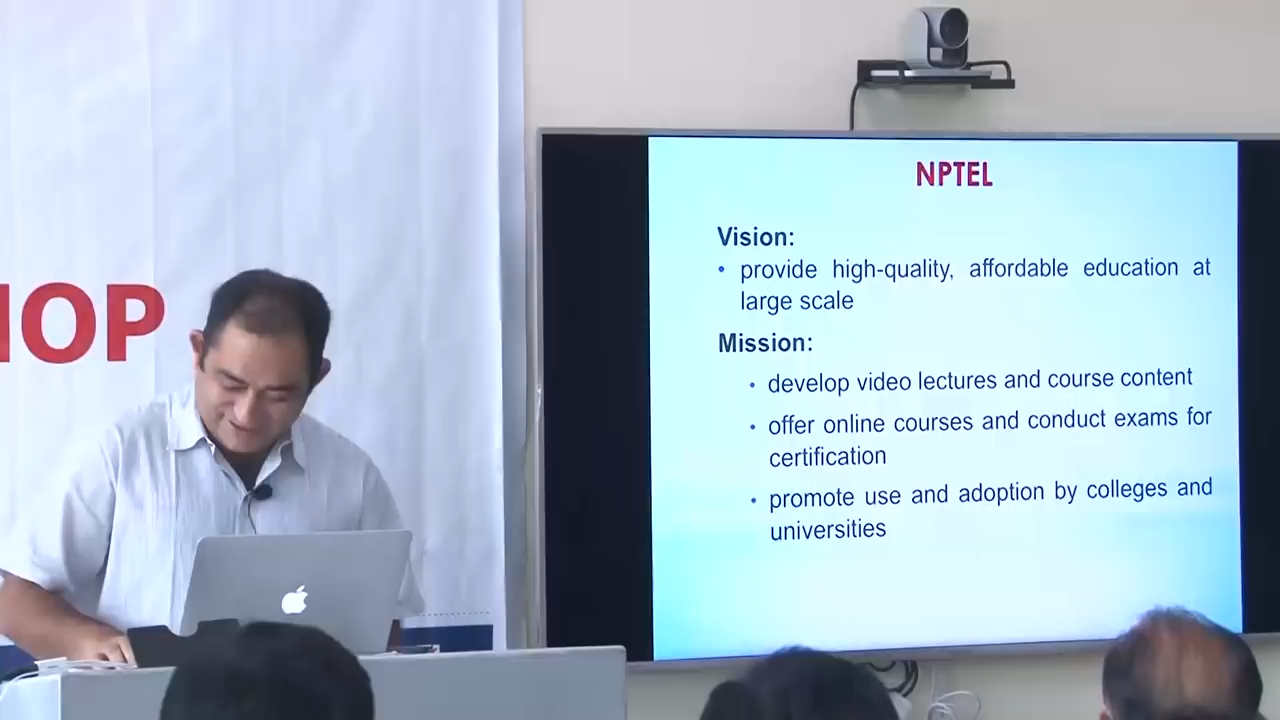 HOP
NPTEL
Vision:
• provide high-quality, affordable education at
large scale
Mission:
• develop video lectures and course content
• offer online courses and conduct exams for
certification
• promote use and adoption by colleges and
universities